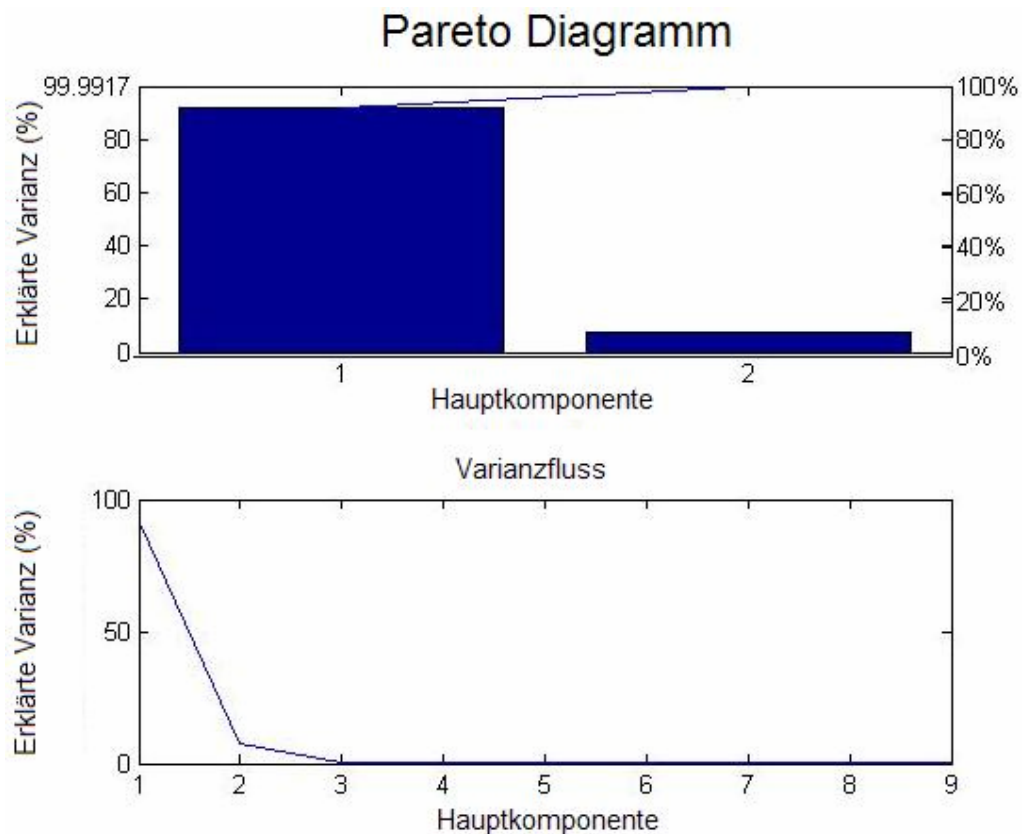 Pareto Diagramm
Erklärte Varianz (%)
99.9917
80
60
40
20
0
100%
80%
60%
40%
20%
0%
1 2
Hauptkomponente
Varianzfluss
Erklärte Varianz (%)
100
50
0
1 2 3 4 5 6 7 8 9
Hauptkomponente